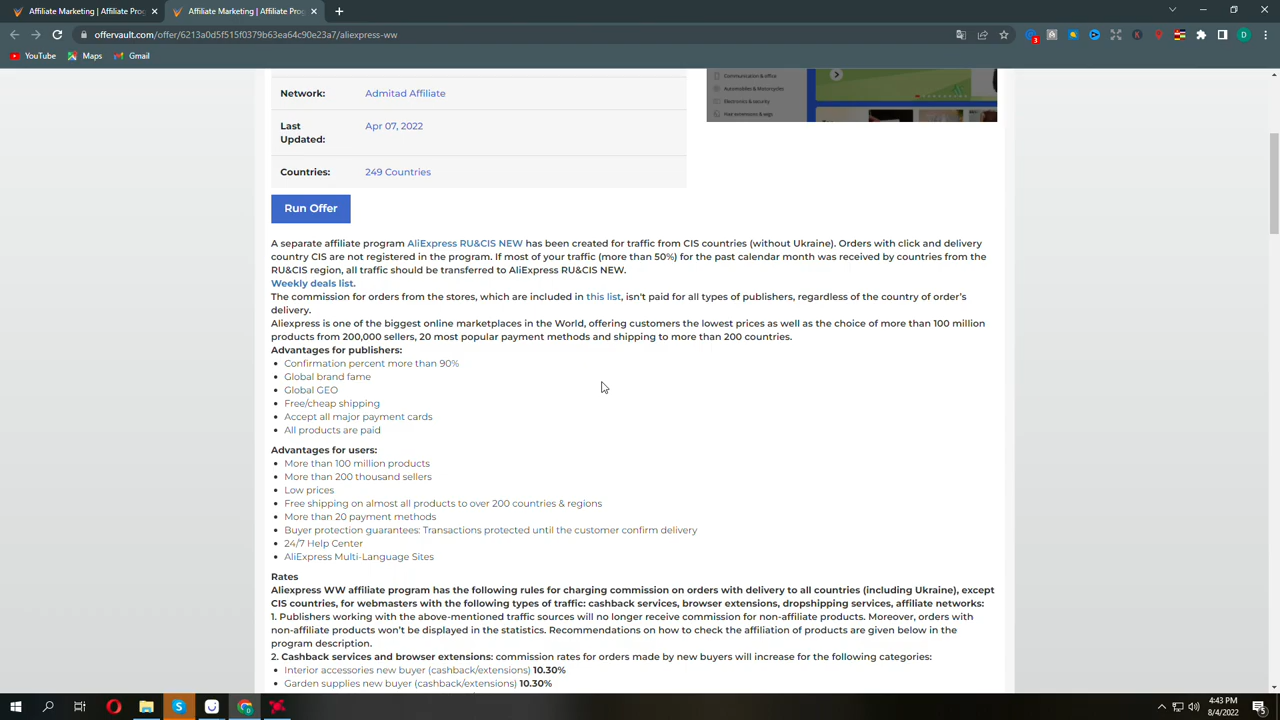 Affiliate Marketing | Affiliate Prog
Affiliate Marketing | Affiliate Prog
offervault.com/offer/6213a0d5f515f0379b63ea64c90e23a7/aliexpress-ww
3
D
YouTube
Maps
Gmail
Communication & office
Automobiles & Motorcycles
Electronics & security
Hair extensions & wigs
Network: Admitad Affiliate
Last Updated: Apr 07, 2022
Countries: 249 Countries
Run Offer
A separate affiliate program AliExpress RU&CIS NEW has been created for traffic from CIS countries (without Ukraine). Orders with click and delivery
country CIS are not registered in the program. If most of your traffic (more than 50%) for the past calendar month was received by countries from the
RU&CIS region, all traffic should be transferred to AliExpress RU&CIS NEW.
Weekly deals list.
The commission for orders from the stores, which are included in this list, isn't paid for all types of publishers, regardless of the country of order's
delivery.
Aliexpress is one of the biggest online marketplaces in the World, offering customers the lowest prices as well as the choice of more than 100 million
products from 200,000 sellers, 20 most popular payment methods and shipping to more than 200 countries.
Advantages for publishers:
Confirmation percent more than 90%
Global brand fame
Global GEO
Free/cheap shipping
Accept all major payment cards
All products are paid
Advantages for users:
More than 100 million products
More than 200 thousand sellers
Low prices
Free shipping on almost all products to over 200 countries & regions
More than 20 payment methods
Buyer protection guarantees: Transactions protected until the customer confirm delivery
24/7 Help Center
AliExpress Multi-Language Sites
Rates
Aliexpress WW affiliate program has the following rules for charging commission on orders with delivery to all countries (including Ukraine), except
CIS countries, for webmasters with the following types of traffic: cashback services, browser extensions, dropshipping services, affiliate networks:
1. Publishers working with the above-mentioned traffic sources will no longer receive commission for non-affiliate products. Moreover, orders with
non-affiliate products won't be displayed in the statistics. Recommendations on how to check the affiliation of products are given below in the
program description.
2. Cashback services and browser extensions: commission rates for orders made by new buyers will increase for the following categories:
Interior accessories new buyer (cashback/extensions) 10.30%
Garden supplies new buyer (cashback/extensions) 10.30%
4:43 PM
8/4/2022
5